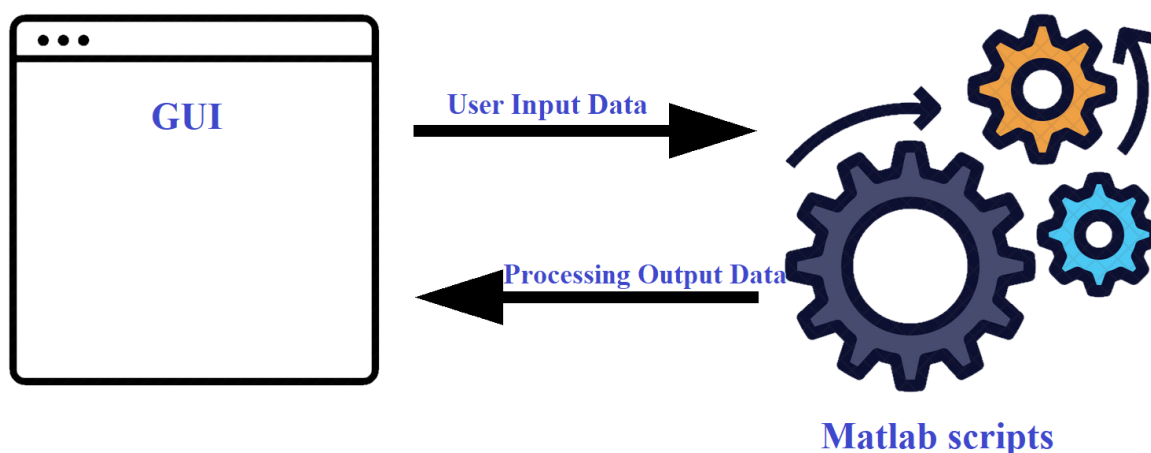 GUI
User Input Data
Processing Output Data
Matlab scripts